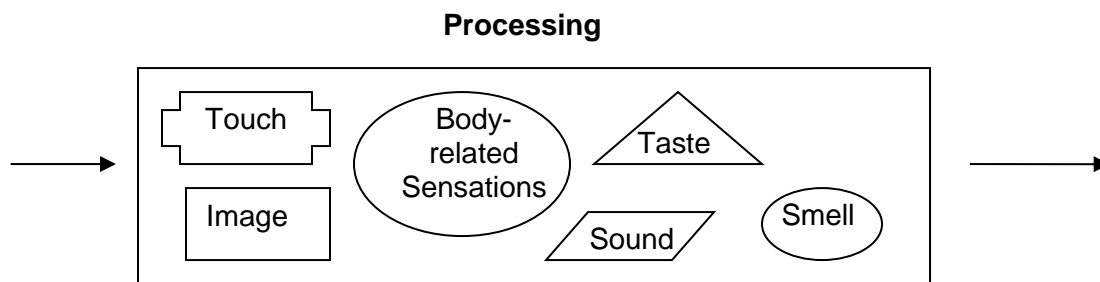 Processing
Touch
Body-
related
Sensations
Taste
Image
Sound
Smell